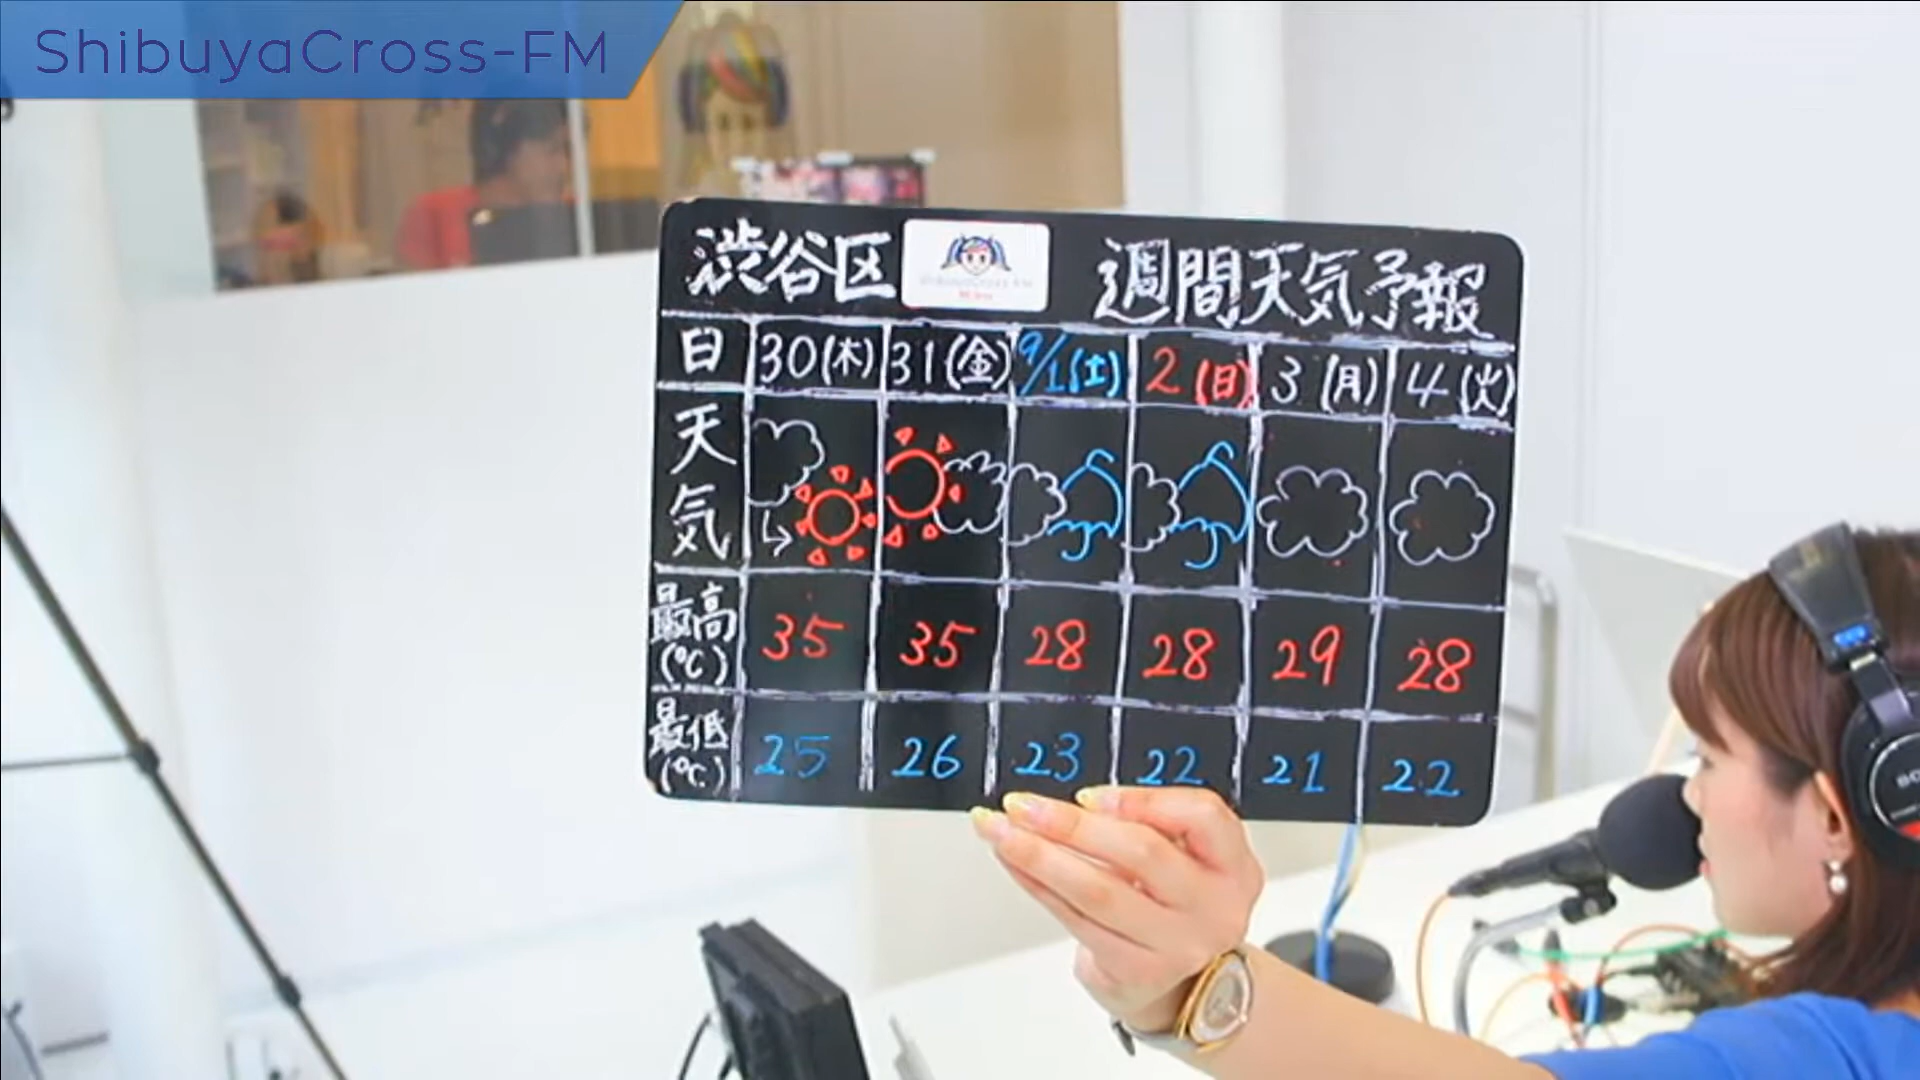 ShibuyaCross-FM
渋谷区 週間天気予報
日 30(木) 31(金) 9/1(土) 2(日) 3(月) 4(火)
天気
最高(℃) 35 35 28 28 29 28
最低(℃) 25 26 23 22 21 22